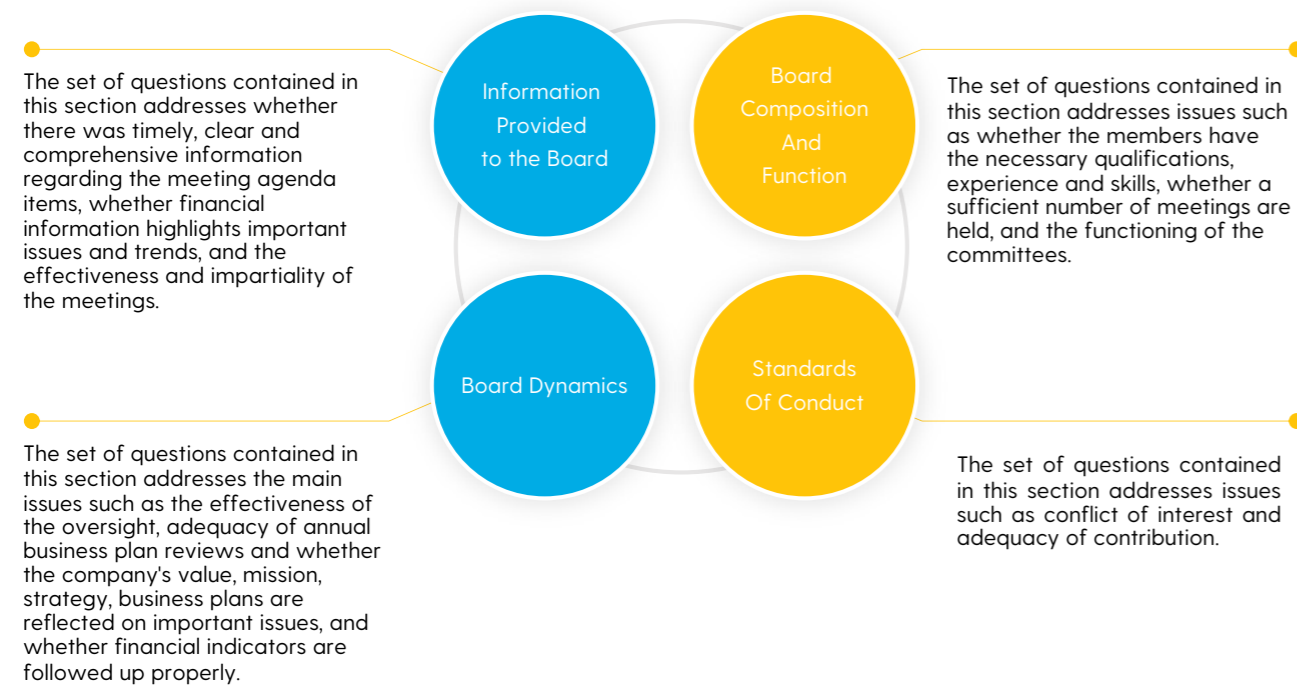 Information
Provided
to the Board
The set of questions contained in
this section addresses whether
there was timely, clear and
comprehensive information
regarding the meeting agenda
items, whether financial
information highlights important
issues and trends, and the
effectiveness and impartiality of
the meetings.
Board
Composition
And
Function
The set of questions contained in
this section addresses issues such
as whether the members have
the necessary qualifications,
experience and skills, whether a
sufficient number of meetings are
held, and the functioning of the
committees.
Board Dynamics
The set of questions contained in
this section addresses the main
issues such as the effectiveness of
the oversight, adequacy of annual
business plan reviews and whether
the company's value, mission,
strategy, business plans are
reflected on important issues, and
whether financial indicators are
followed up properly.
Standards
Of Conduct
The set of questions contained
in this section addresses issues
such as conflict of interest and
adequacy of contribution.